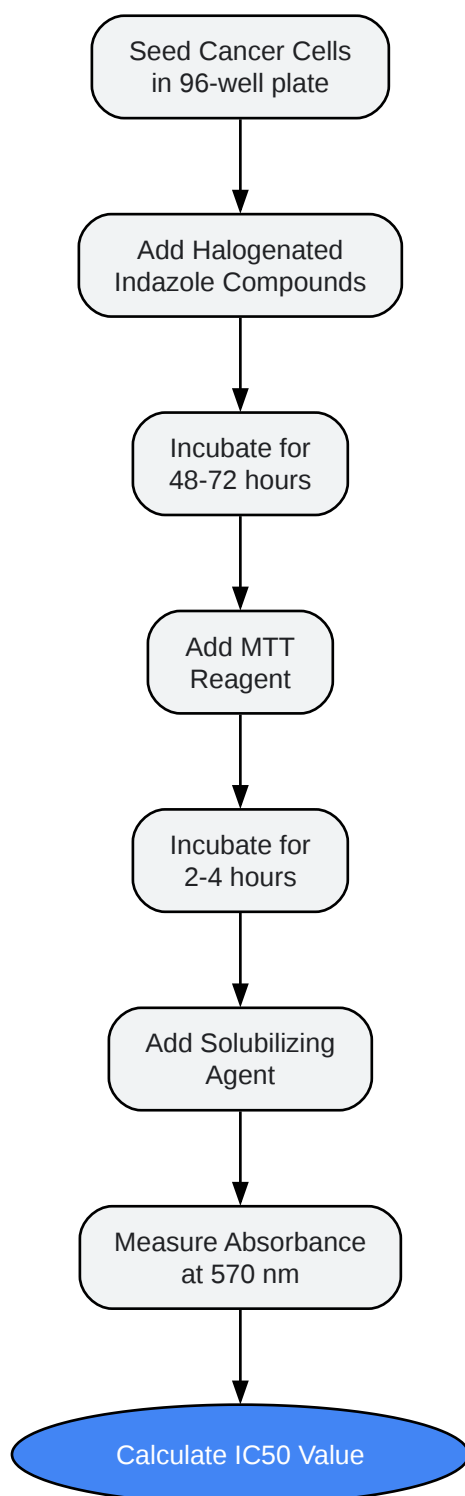 Seed Cancer Cells
in 96-well plate
Add Halogenated
Indazole Compounds
Incubate for
48-72 hours
Add MTT
Reagent
Incubate for
2-4 hours
Add Solubilizing
Agent
Measure Absorbance
at 570 nm
Calculate IC50 Value